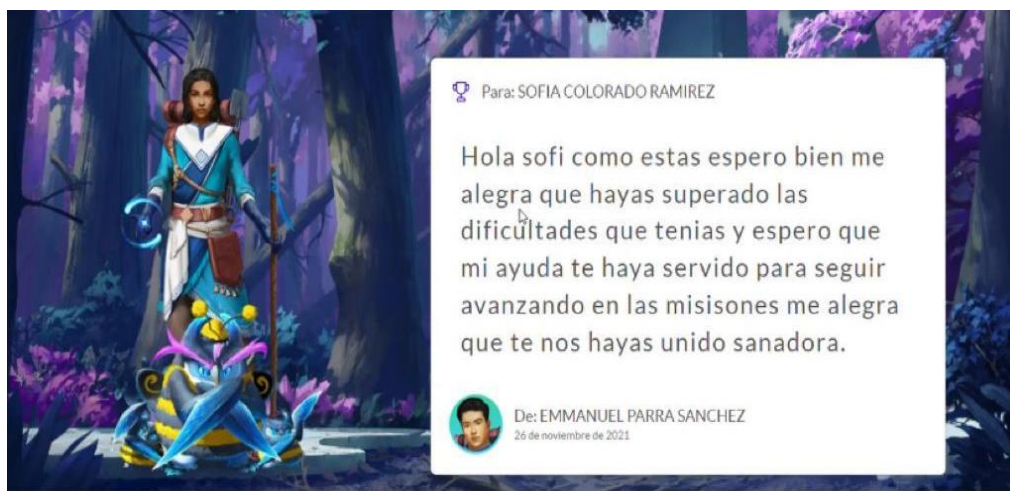 Para: SOFIA COLORADO RAMIREZ
Hola sofi como estas espero bien me
alegra que hayas superado las
dificultades que tenias y espero que
mi ayuda te haya servido para seguir
avanzando en las misisones me alegra
que te nos hayas unido sanadora.
De: EMMANUEL PARRA SANCHEZ
26 de noviembre de 2021